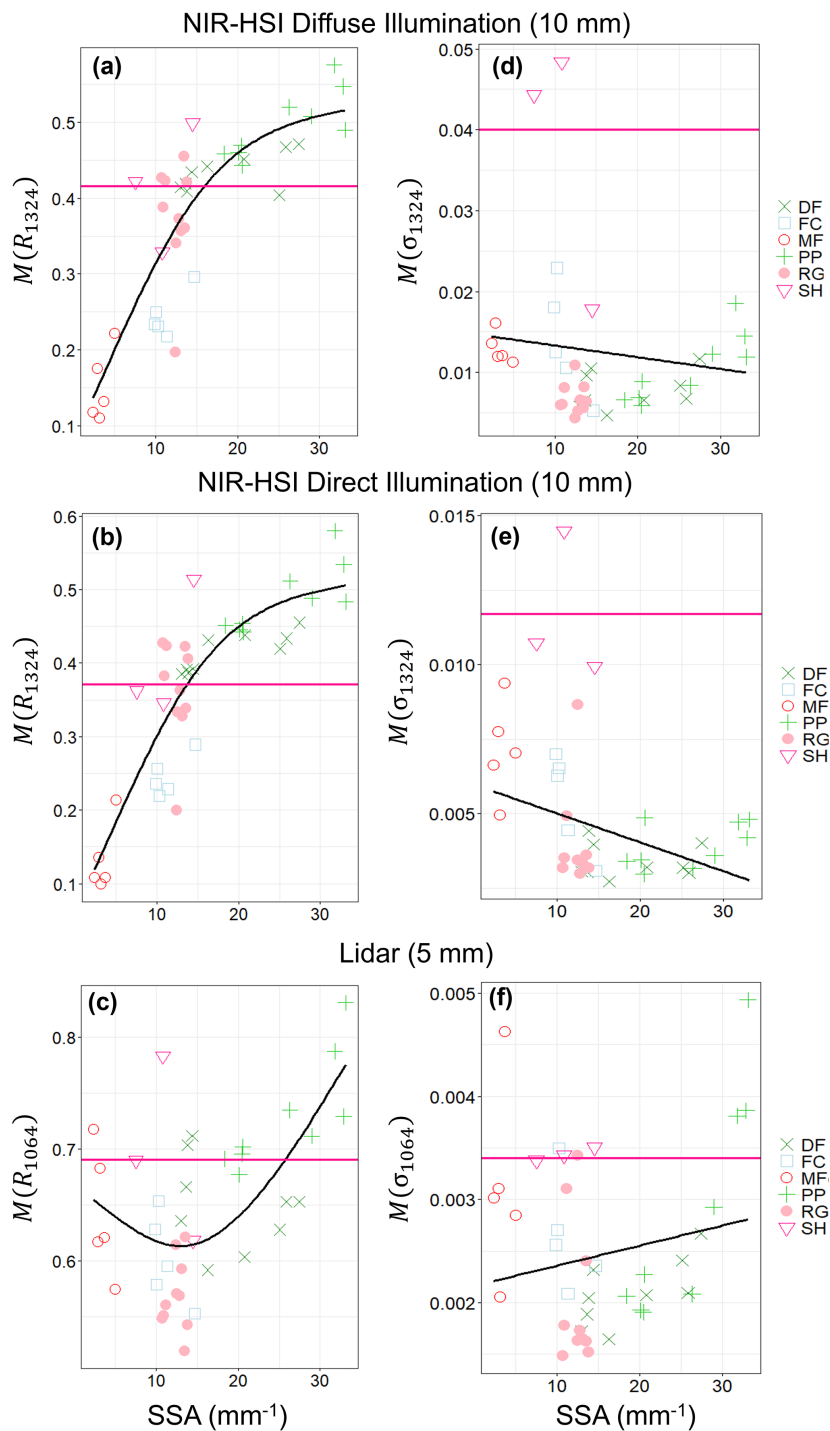 NIR-HSI Diffuse Illumination (10 mm)
(a)
M(R1324)
0.5
0.4
0.3
0.2
0.1
10 20 30
(d)
M(σ1324)
0.05
0.04
0.03
0.02
0.01
10 20 30
DF
FC
MF
PP
RG
SH
NIR-HSI Direct Illumination (10 mm)
(b)
M(R1324)
0.6
0.5
0.4
0.3
0.2
0.1
10 20 30
(e)
M(σ1324)
0.015
0.010
0.005
10 20 30
DF
FC
MF
PP
RG
SH
Lidar (5 mm)
(c)
M(R1064)
0.8
0.7
0.6
10 20 30
SSA (mm-1)
(f)
M(σ1064)
0.005
0.004
0.003
0.002
10 20 30
SSA (mm-1)
DF
FC
MF
PP
RG
SH